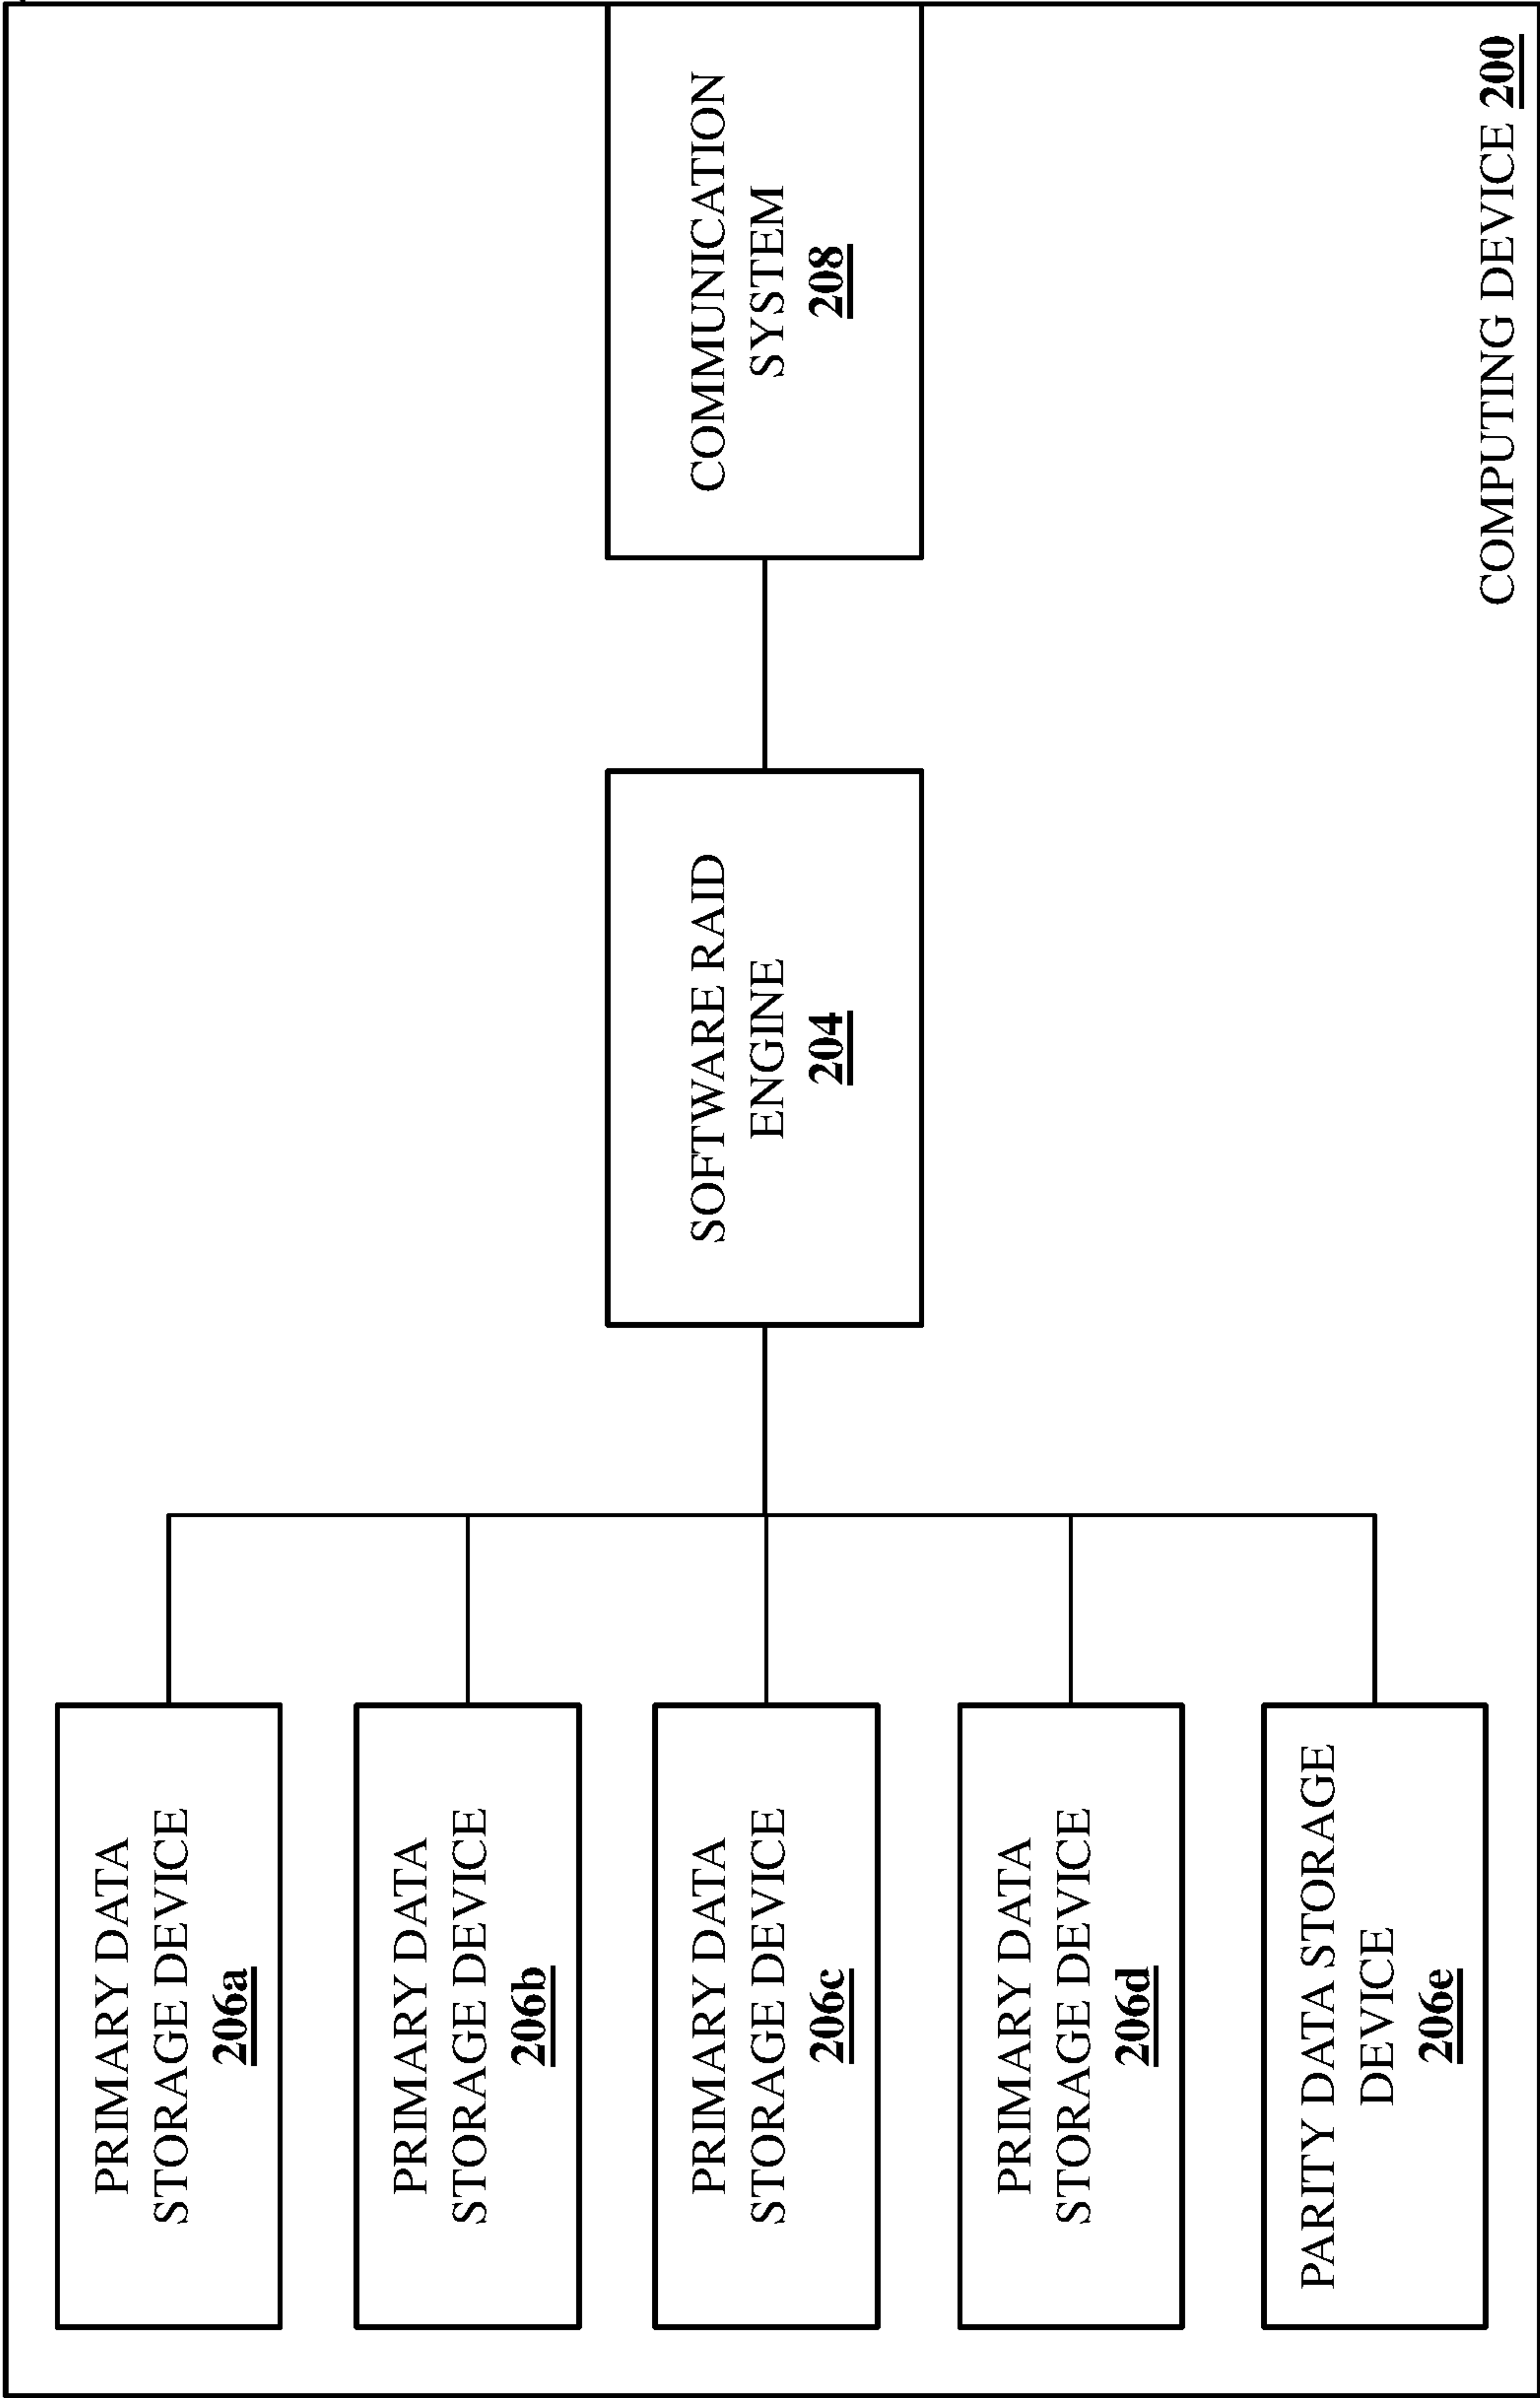 PRIMARY DATA
STORAGE DEVICE
206a
PRIMARY DATA
STORAGE DEVICE
206b
PRIMARY DATA
STORAGE DEVICE
206c
PRIMARY DATA
STORAGE DEVICE
206d
PARITY DATA STORAGE
DEVICE
206e
SOFTWARE RAID
ENGINE
204
COMMUNICATION
SYSTEM
208
COMPUTING DEVICE 200